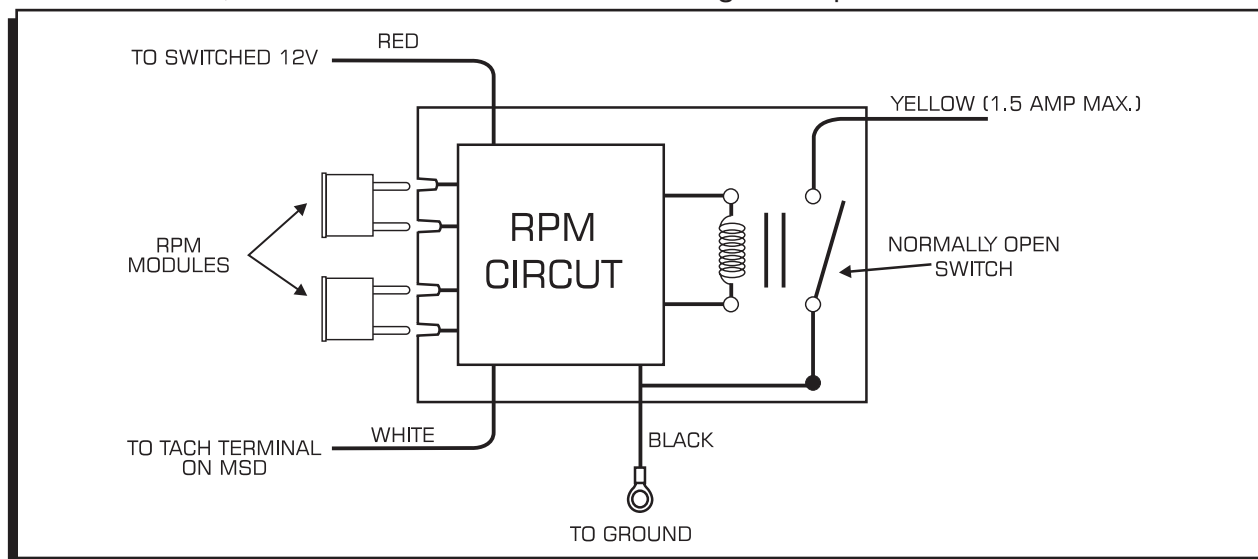 RED
TO SWITCHED 12V
YELLOW (1.5 AMP MAX.)
RPM
MODULES
RPM
CIRCUT
NORMALLY OPEN
SWITCH
WHITE
TO TACH TERMINAL
ON MSD
BLACK
TO GROUND